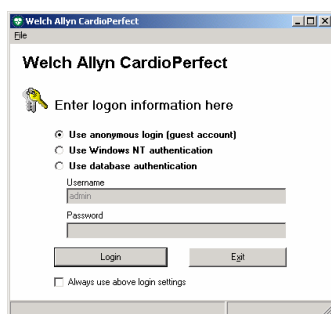 Welch Allyn CardioPerfect
File
Welch Allyn CardioPerfect
Enter logon information here
Use anonymous login (guest account)
Use Windows NT authentication
Use database authentication
Username
admin
Password
Login
Exit
Always use above login settings